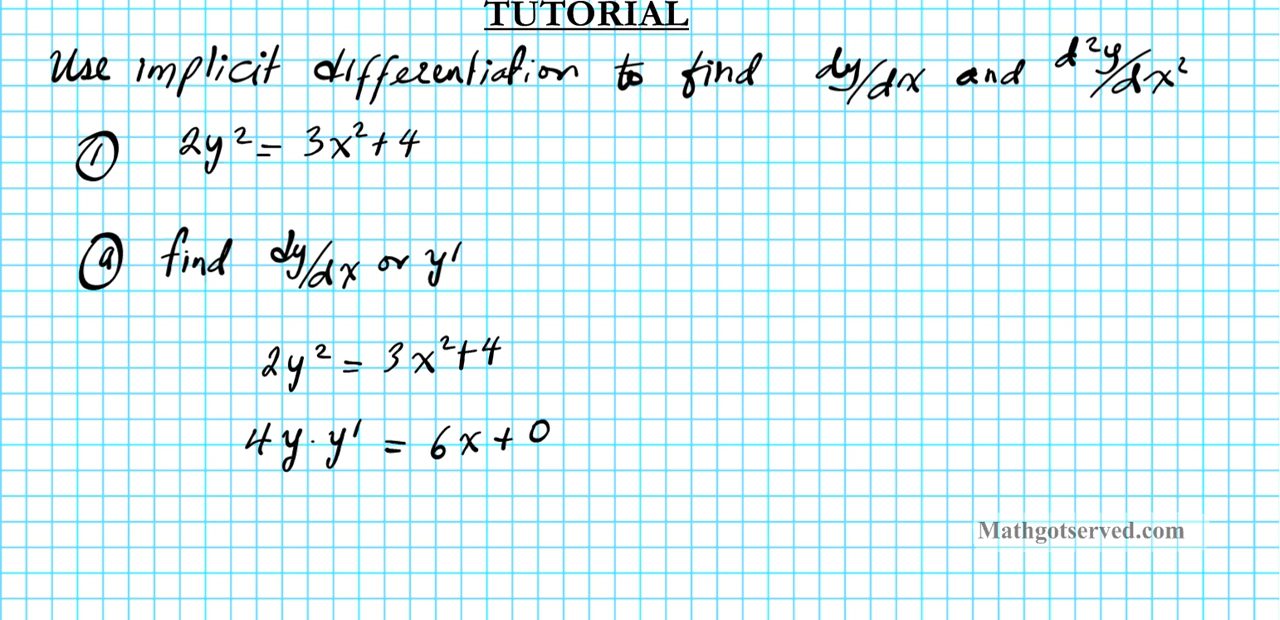 TUTORIAL
Use implicit differentiation to find dy/dx and d²y/dx²
① 2y² = 3x² + 4
ⓐ find dy/dx or y'
2y² = 3x² + 4
4y · y' = 6x + 0
Mathgotserved.com